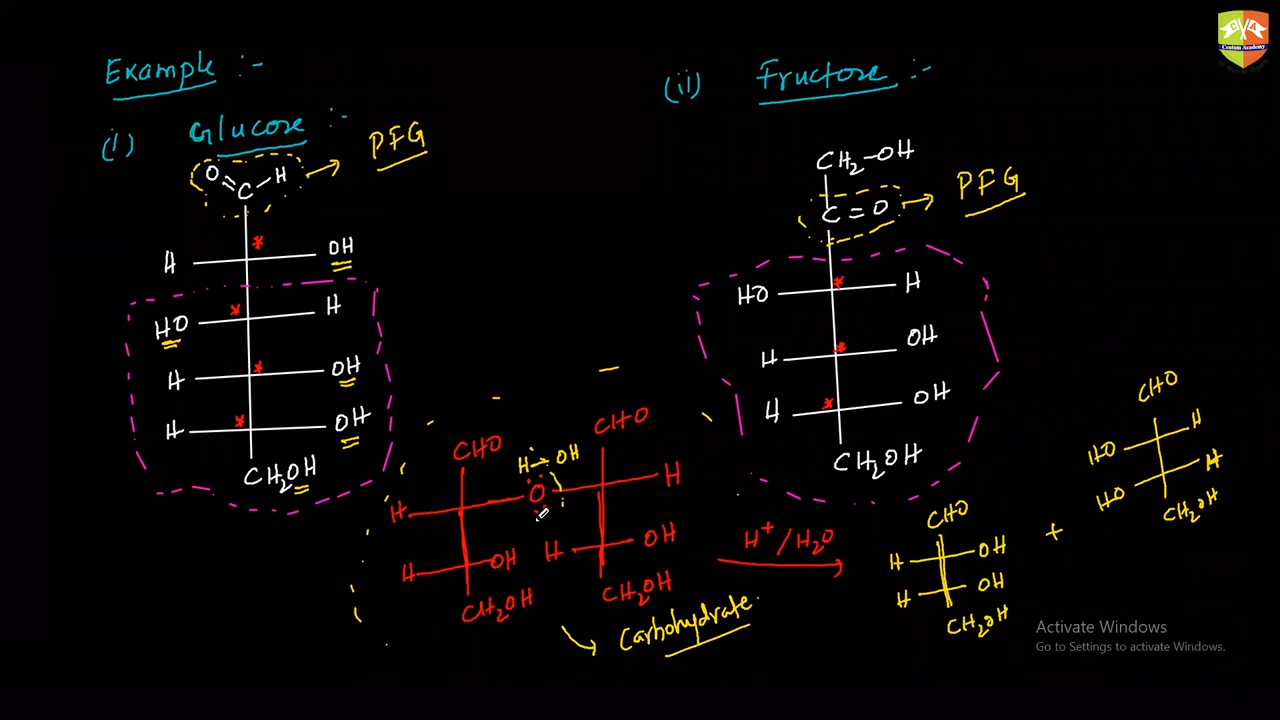 Example :-
(i) Glucose :-
PFG
O
C H
H OH
HO H
H OH
H OH
CH2OH
(ii) Fructose :-
CH2-OH
C=O
PFG
HO H
H OH
H OH
CH2OH
CHO
H
H OH
CH2OH
H OH
O
CHO
H
H OH
CH2OH
Carbohydrate
H+/H2O
CHO
H OH
H OH
CH2OH
+
CHO
HO H
HO H
CH2OH
C A
Centum Academy
Activate Windows
Go to Settings to activate Windows.